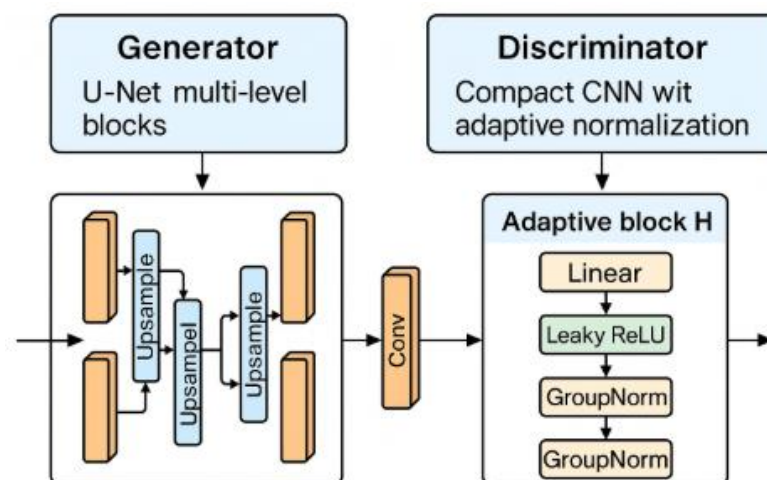 Generator
U-Net multi-level
blocks
Discriminator
Compact CNN wit
adaptive normalization
Upsample
Upsampel
Upsample
Conv
Adaptive block H
Linear
Leaky ReLU
GroupNorm
GroupNorm